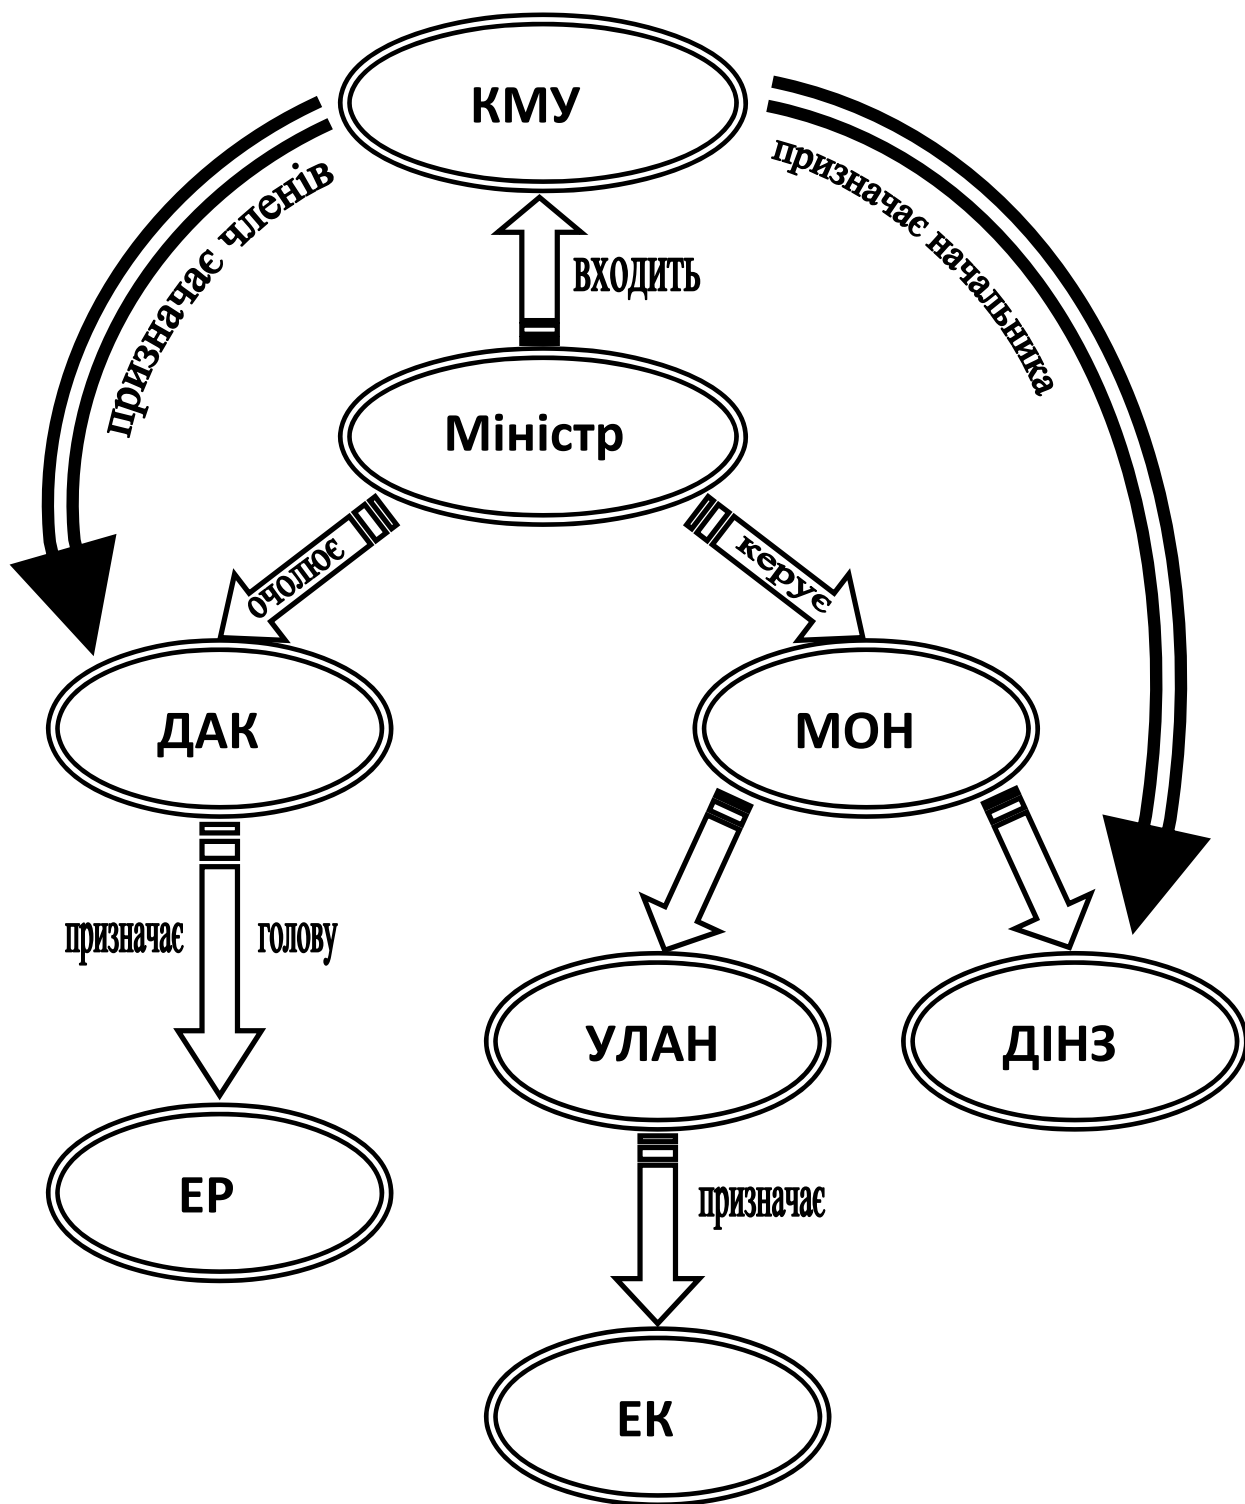 КМУ
призначає членів
призначає начальника
входить
Міністр
очолює
керує
ДАК
МОН
призначає голову
УЛАН
ДІНЗ
ЕР
призначає
ЕК